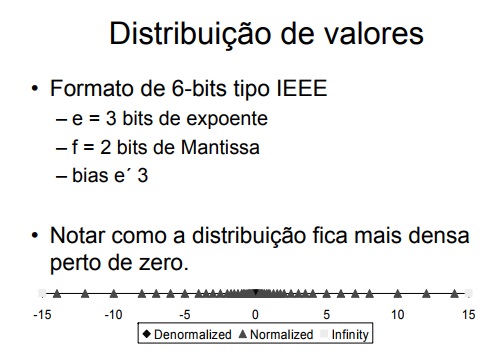 Distribuição de valores
• Formato de 6-bits tipo IEEE
– e = 3 bits de expoente
– f = 2 bits de Mantissa
– bias e´ 3
• Notar como a distribuição fica mais densa
perto de zero.
-15 -10 -5 0 5 10 15
Denormalized Normalized Infinity